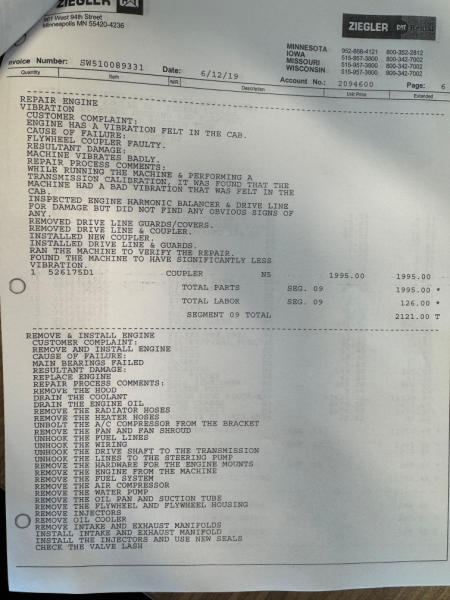 ZIEGLER CAT
901 West 94th Street
Minneapolis MN 55420-4236
ZIEGLER CAT Rental
MINNESOTA 952-888-4121 800-352-2812
IOWA 515-957-3800 800-342-7002
MISSOURI 515-957-3800 800-342-7002
WISCONSIN 515-957-3800 800-342-7002
nvoice Number: SW510089331 Date: 6/12/19 Account No.: 2094600 Page: 6
Quantity Item N/R Description Unit Price Extended
REPAIR ENGINE
VIBRATION
CUSTOMER COMPLAINT:
ENGINE HAS A VIBRATION FELT IN THE CAB.
CAUSE OF FAILURE:
FLYWHEEL COUPLER FAULTY.
RESULTANT DAMAGE:
MACHINE VIBRATES BADLY.
REPAIR PROCESS COMMENTS:
WHILE RUNNING THE MACHINE & PERFORMING A
TRANSMISSION CALIBRATION, IT WAS FOUND THAT THE
MACHINE HAD A BAD VIBRATION THAT WAS FELT IN THE
CAB.
INSPECTED ENGINE HARMONIC BALANCER & DRIVE LINE
FOR DAMAGE BUT DID NOT FIND ANY OBVIOUS SIGNS OF
ANY.
REMOVED DRIVE LINE GUARDS/COVERS.
REMOVED DRIVE LINE & COUPLER.
INSTALLED NEW COUPLER.
INSTALLED DRIVE LINE & GUARDS.
RAN THE MACHINE TO VERIFY THE REPAIR.
FOUND THE MACHINE TO HAVE SIGNIFICANTLY LESS
VIBRATION.
1 526175D1 COUPLER N5 1995.00 1995.00
TOTAL PARTS SEG. 09 1995.00 *
TOTAL LABOR SEG. 09 126.00 *
SEGMENT 09 TOTAL 2121.00 T
REMOVE & INSTALL ENGINE
CUSTOMER COMPLAINT:
REMOVE AND INSTALL ENGINE
CAUSE OF FAILURE:
MAIN BEARINGS FAILED
RESULTANT DAMAGE:
REPLACE ENGINE
REPAIR PROCESS COMMENTS:
REMOVE THE HOOD
DRAIN THE COOLANT
DRAIN THE ENGINE OIL
REMOVE THE RADIATOR HOSES
REMOVE THE HEATER HOSES
UNBOLT THE A/C COMPRESSOR FROM THE BRACKET
REMOVE THE FAN AND FAN SHROUD
UNHOOK THE FUEL LINES
UNHOOK THE WIRING
UNHOOK THE DRIVE SHAFT TO THE TRANSMISSION
UNHOOK THE LINES TO THE STEERING PUMP
REMOVE THE HARDWARE FOR THE ENGINE MOUNTS
REMOVE THE ENGINE FROM THE MACHINE
REMOVE THE FUEL SYSTEM
REMOVE THE AIR COMPRESSOR
REMOVE THE WATER PUMP
REMOVE THE OIL PAN AND SUCTION TUBE
REMOVE THE FLYWHEEL AND FLYWHEEL HOUSING
REMOVE INJECTORS
REMOVE OIL COOLER
REMOVE INTAKE AND EXHAUST MANIFOLDS
INSTALL INTAKE AND EXHAUST MANIFOLD
INSTALL THE INJECTORS AND USE NEW SEALS
CHECK THE VALVE LASH